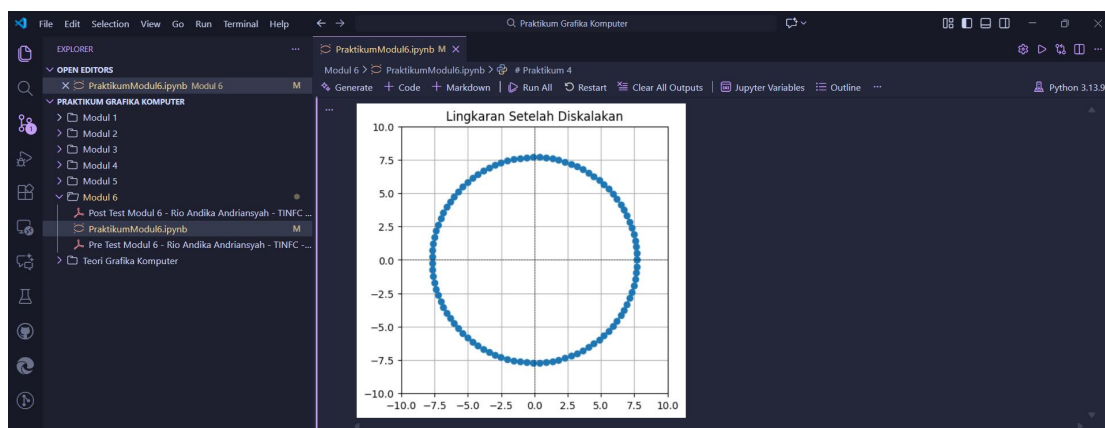 File Edit Selection View Go Run Terminal Help
Praktikum Grafika Komputer
EXPLORER
OPEN EDITORS
PraktikumModul6.ipynb Modul 6 M
PRAKTIKUM GRAFIKA KOMPUTER
Modul 1
Modul 2
Modul 3
Modul 4
Modul 5
Modul 6
Post Test Modul 6 - Rio Andika Andriansyah - TINFC ...
PraktikumModul6.ipynb M
Pre Test Modul 6 - Rio Andika Andriansyah - TINFC -...
Teori Grafika Komputer
1
PraktikumModul6.ipynb M
Modul 6 > PraktikumModul6.ipynb > # Praktikum 4
Generate + Code + Markdown | Run All Restart Clear All Outputs | Jupyter Variables Outline ...
Python 3.13.9
Lingkaran Setelah Diskalakan
10.0
7.5
5.0
2.5
0.0
−2.5
−5.0
−7.5
−10.0
−10.0 −7.5 −5.0 −2.5 0.0 2.5 5.0 7.5 10.0